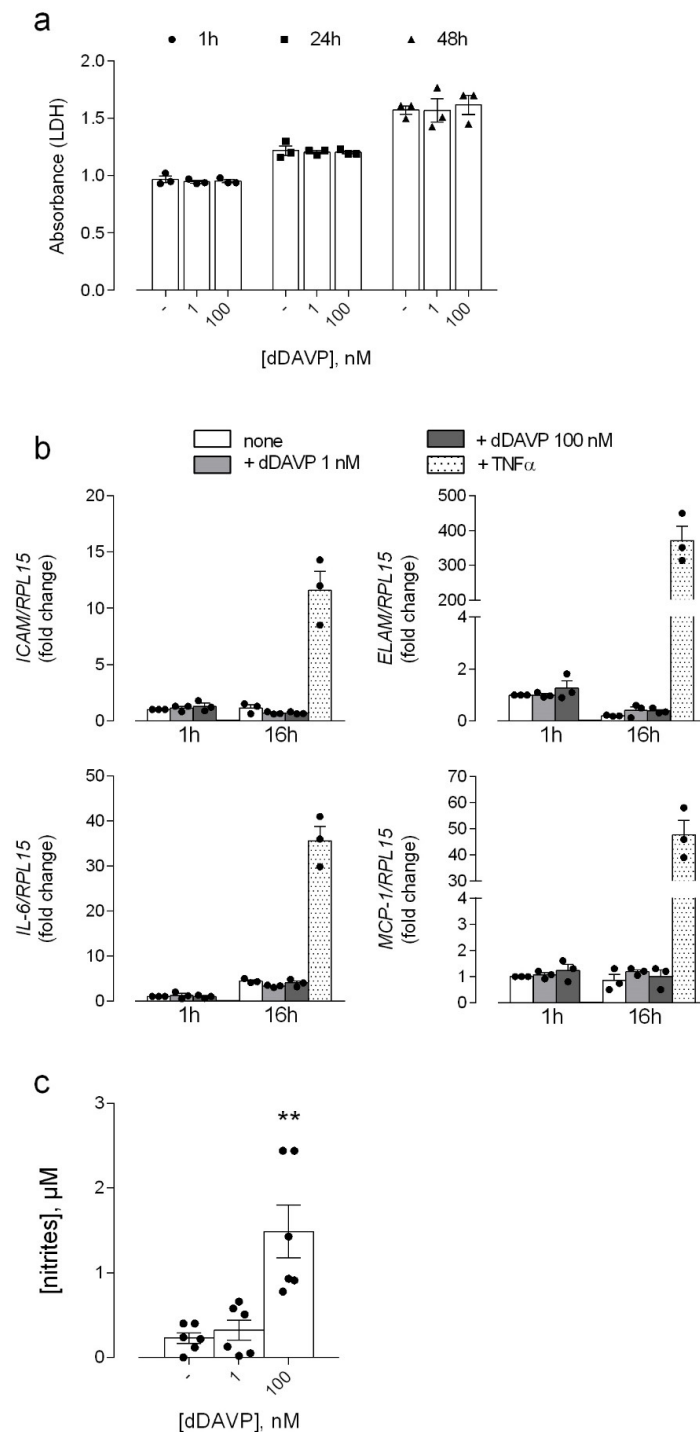 a
1h 24h 48h
Absorbance (LDH)
2.0
1.5
1.0
0.5
0.0
- 1 100 - 1 100 - 1 100
[dDAVP], nM
b
none + dDAVP 100 nM
+ dDAVP 1 nM + TNFα
ICAM/RPL15
(fold change)
20
15
10
5
0
1h 16h
ELAM/RPL15
(fold change)
500
400
300
200
100
4
2
0
1h 16h
IL-6/RPL15
(fold change)
50
40
30
20
10
0
1h 16h
MCP-1/RPL15
(fold change)
70
60
50
40
30
4
3
2
1
0
1h 16h
c
**
[nitrites], µM
3
2
1
0
- 1 100
[dDAVP], nM